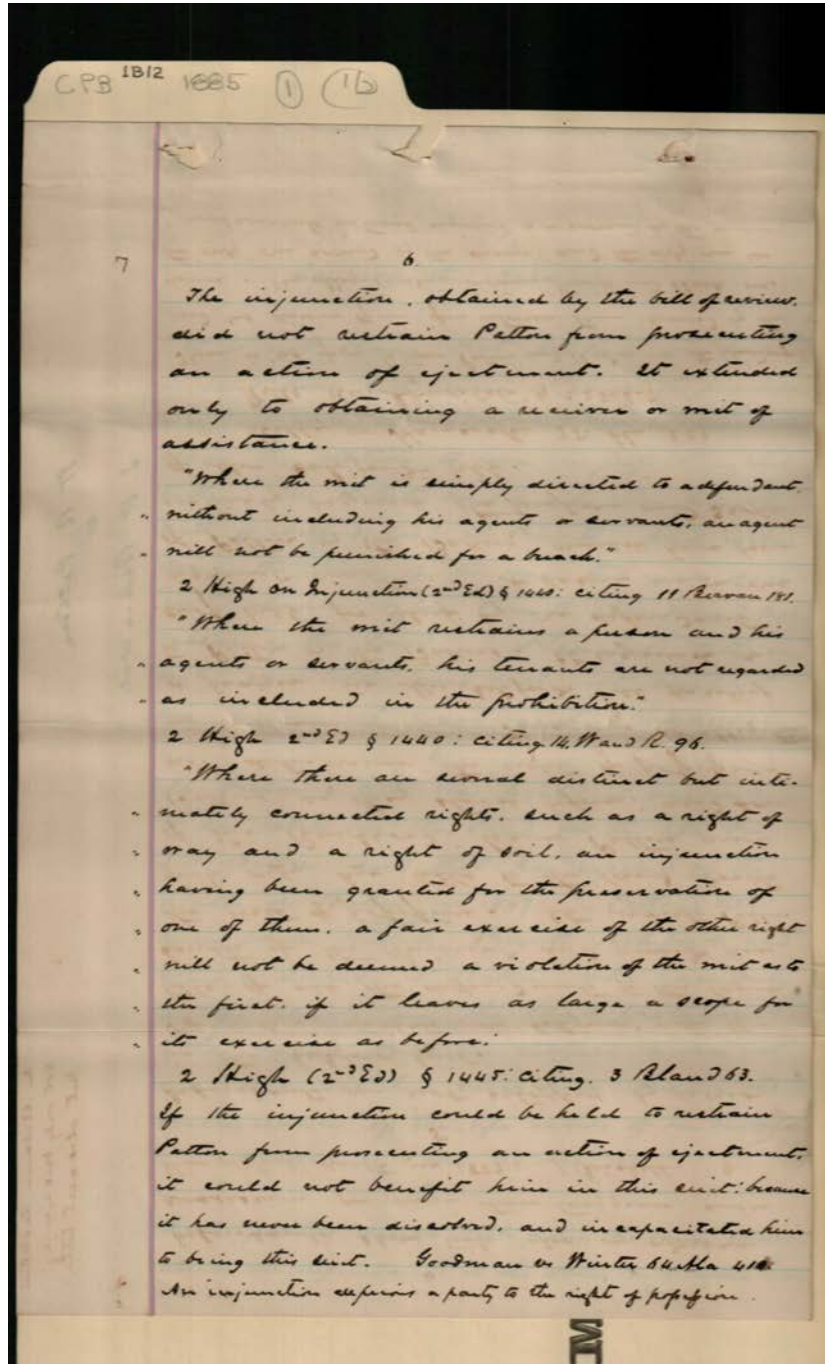 CPB 1B12 1885 ① (1b)
7
6.
The injunction, obtained by the bill of review,
did not restrain Patton from prosecuting
an action of ejectment. It extended
only to obtaining a receiver or writ of
assistance.
"Where the writ is simply directed to a defendant,
" without including his agents or servants, an agent
" will not be punished for a breach."
2 High on Injunction (2nd Ed) § 1440: citing 11 Beavan 181.
"Where the writ restrains a person and his
" agents or servants, his tenants are not regarded
" as included in the prohibition."
2 High 2nd Ed § 1440: citing 14, W and R. 96.
"Where there are several distinct but inti-
" mately connected rights, such as a right of
" way and a right of soil, an injunction
" having been granted for the preservation of
" one of them, a fair exercise of the other right
" will not be deemed a violation of the writ as to
" the first, if it leaves as large a scope for
" its exercise as before.
2 High (2nd Ed) § 1445: citing. 3 Bland 63.
If the injunction could be held to restrain
Patton from prosecuting an action of ejectment,
it could not benefit him in this suit: because
it has never been dissolved, and incapacitated him
to bring this suit. Goodman vs Winter 64 Ala 410
An injunction a party to the right of possession.
M